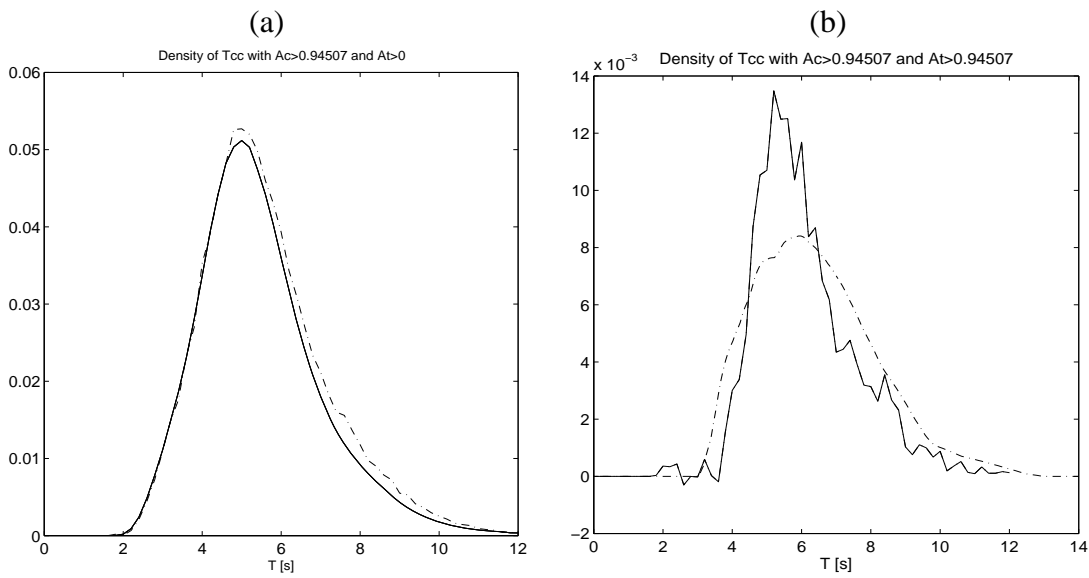 (a)
Density of Tcc with Ac>0.94507 and At>0
0.06
0.05
0.04
0.03
0.02
0.01
0
0 2 4 6 8 10 12
T [s]
(b)
Density of Tcc with Ac>0.94507 and At>0.94507
x 10−3
14
12
10
8
6
4
2
0
−2
0 2 4 6 8 10 12 14
T [s]